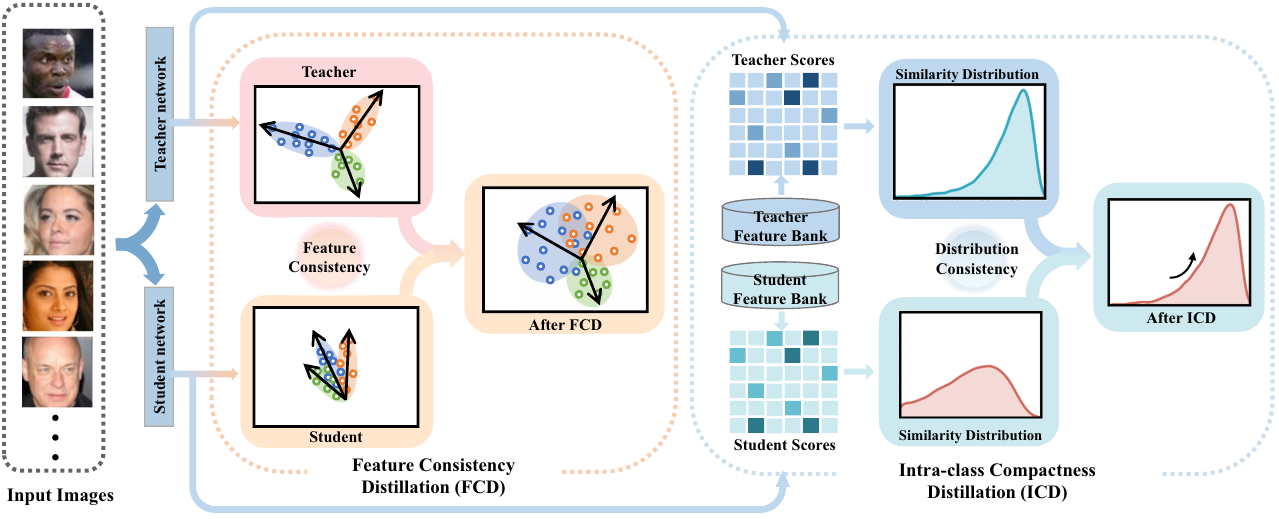 Input Images
Teacher network
Student network
Teacher
Feature
Consistency
Student
After FCD
Feature Consistency
Distillation (FCD)
Teacher Scores
Teacher
Feature Bank
Student
Feature Bank
Student Scores
Similarity Distribution
Distribution
Consistency
Similarity Distribution
After ICD
Intra-class Compactness
Distillation (ICD)